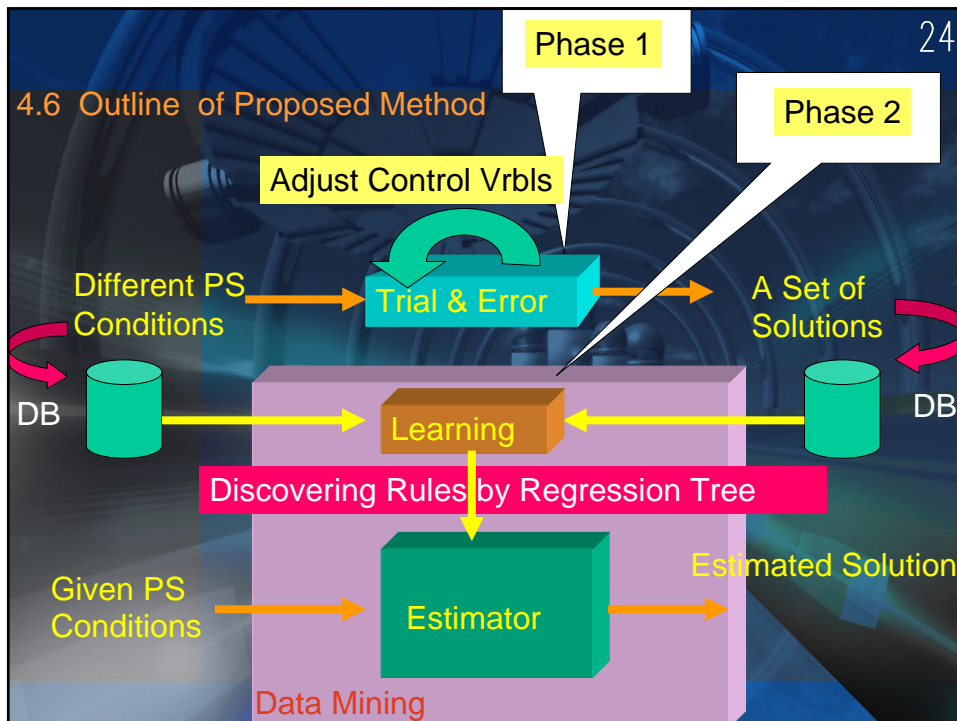 24
Phase 1
4.6 Outline of Proposed Method
Phase 2
Adjust Control Vrbls
Different PS
Conditions
Trial & Error
A Set of
Solutions
DB
DB
Learning
Discovering Rules by Regression Tree
Given PS
Conditions
Estimator
Estimated Solution
Data Mining